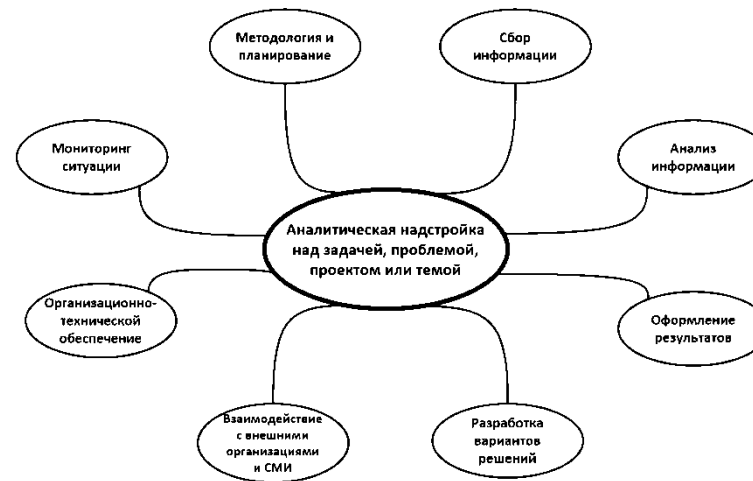 Методология и
планирование
Сбор
информации
Мониторинг
ситуации
Анализ
информации
Аналитическая надстройка
над задачей, проблемой,
проектом или темой
Организационно-
технической
обеспечение
Оформление
результатов
Взаимодействие
с внешними
организациями
и СМИ
Разработка
вариантов
решений